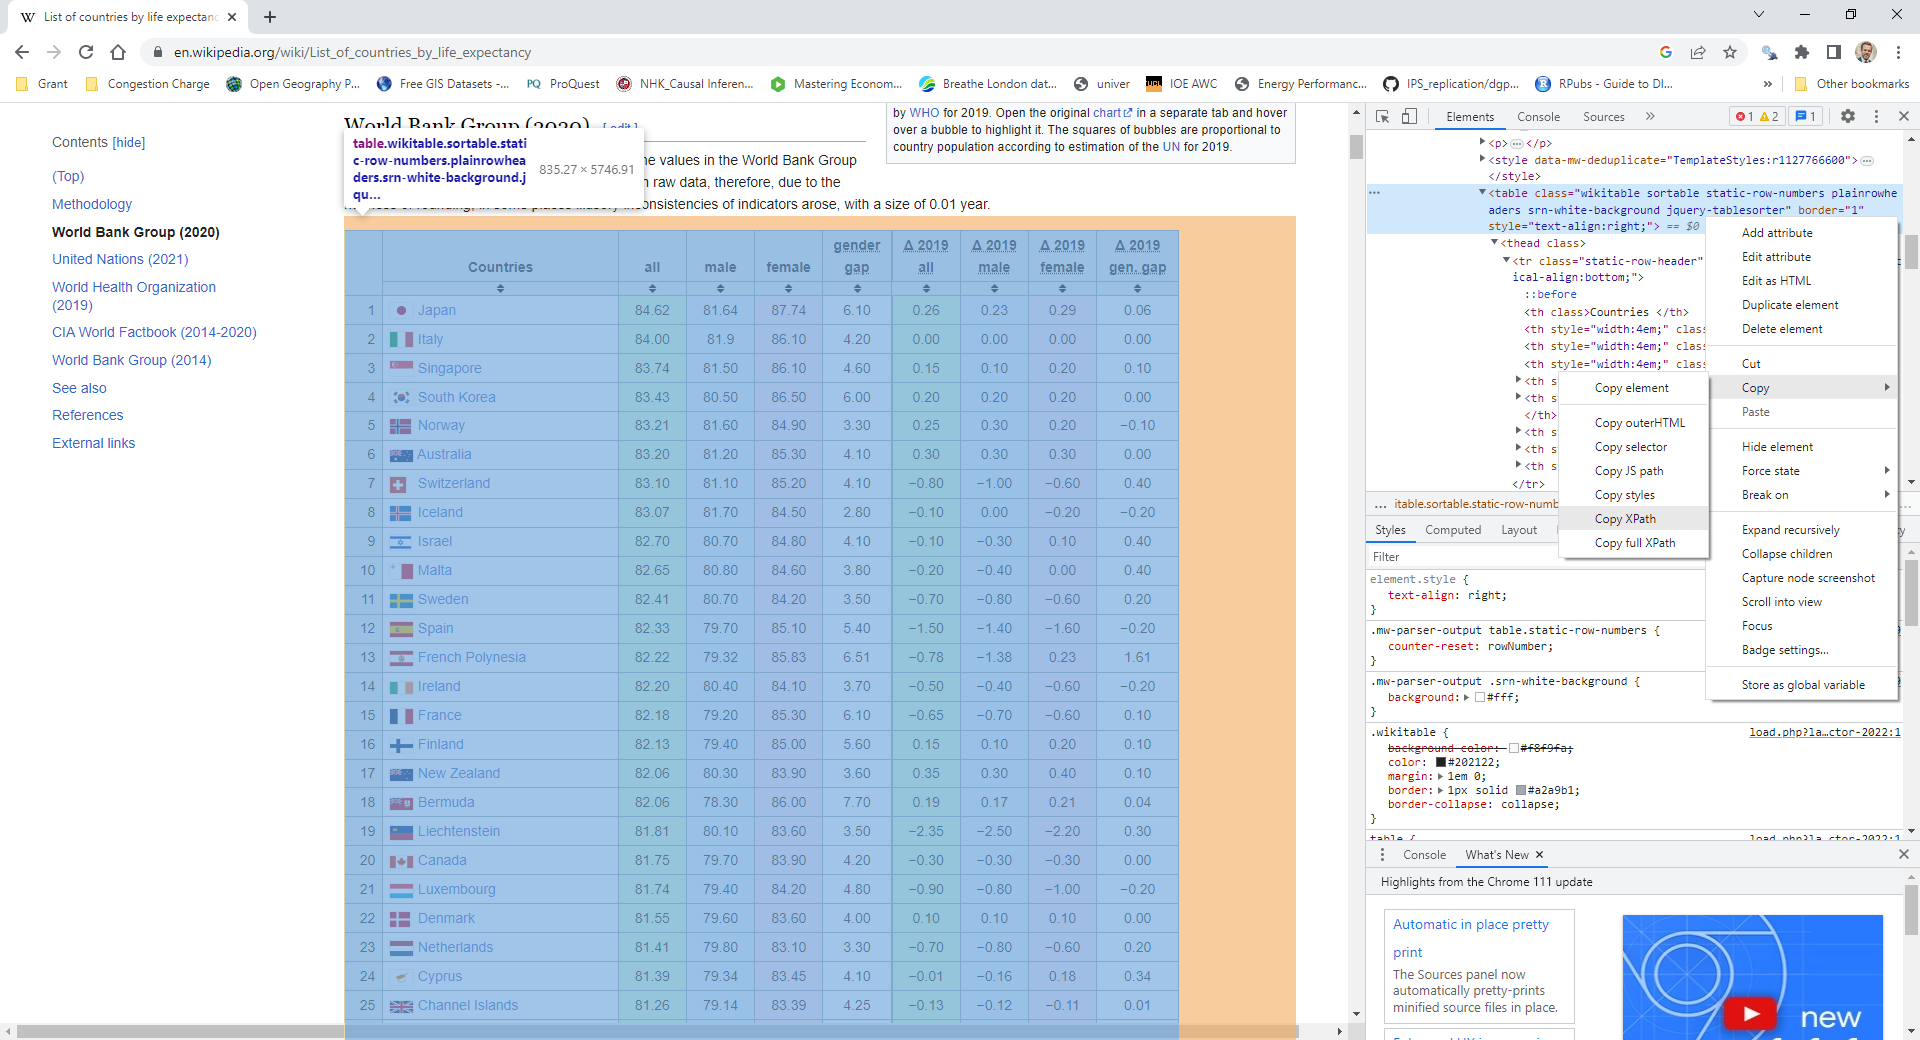 List of countries by life expectanc
en.wikipedia.org/wiki/List_of_countries_by_life_expectancy
Grant
Congestion Charge
Open Geography P...
Free GIS Datasets -...
PQ ProQuest
NHK_Causal Inferen...
Mastering Econom...
Breathe London dat...
univer
IOE AWC
Energy Performanc...
IPS_replication/dgp...
RPubs - Guide to DI...
»
Other bookmarks
Contents [hide]
(Top)
Methodology
World Bank Group (2020)
United Nations (2021)
World Health Organization
(2019)
CIA World Factbook (2014-2020)
World Bank Group (2014)
See also
References
External links
World Bank Group (2020) [ edit ]
table.wikitable.sortable.stati
c-row-numbers.plainrowhea
ders.srn-white-background.j
qu...
835.27 × 5746.91
e values in the World Bank Group
raw data, therefore, due to the
consistencies of indicators arose, with a size of 0.01 year.
by WHO for 2019. Open the original chart in a separate tab and hover
over a bubble to highlight it. The squares of bubbles are proportional to
country population according to estimation of the UN for 2019.
Countries all male female gender gap Δ 2019 all Δ 2019 male Δ 2019 female Δ 2019 gen. gap
1 Japan 84.62 81.64 87.74 6.10 0.26 0.23 0.29 0.06
2 Italy 84.00 81.9 86.10 4.20 0.00 0.00 0.00 0.00
3 Singapore 83.74 81.50 86.10 4.60 0.15 0.10 0.20 0.10
4 South Korea 83.43 80.50 86.50 6.00 0.20 0.20 0.20 0.00
5 Norway 83.21 81.60 84.90 3.30 0.25 0.30 0.20 −0.10
6 Australia 83.20 81.20 85.30 4.10 0.30 0.30 0.30 0.00
7 Switzerland 83.10 81.10 85.20 4.10 −0.80 −1.00 −0.60 0.40
8 Iceland 83.07 81.70 84.50 2.80 −0.10 0.00 −0.20 −0.20
9 Israel 82.70 80.70 84.80 4.10 −0.10 −0.30 0.10 0.40
10 Malta 82.65 80.80 84.60 3.80 −0.20 −0.40 0.00 0.40
11 Sweden 82.41 80.70 84.20 3.50 −0.70 −0.80 −0.60 0.20
12 Spain 82.33 79.70 85.10 5.40 −1.50 −1.40 −1.60 −0.20
13 French Polynesia 82.22 79.32 85.83 6.51 −0.78 −1.38 0.23 1.61
14 Ireland 82.20 80.40 84.10 3.70 −0.50 −0.40 −0.60 −0.20
15 France 82.18 79.20 85.30 6.10 −0.65 −0.70 −0.60 0.10
16 Finland 82.13 79.40 85.00 5.60 0.15 0.10 0.20 0.10
17 New Zealand 82.06 80.30 83.90 3.60 0.35 0.30 0.40 0.10
18 Bermuda 82.06 78.30 86.00 7.70 0.19 0.17 0.21 0.04
19 Liechtenstein 81.81 80.10 83.60 3.50 −2.35 −2.50 −2.20 0.30
20 Canada 81.75 79.70 83.90 4.20 −0.30 −0.30 −0.30 0.00
21 Luxembourg 81.74 79.40 84.20 4.80 −0.90 −0.80 −1.00 −0.20
22 Denmark 81.55 79.60 83.60 4.00 0.10 0.10 0.10 0.00
23 Netherlands 81.41 79.80 83.10 3.30 −0.70 −0.80 −0.60 0.20
24 Cyprus 81.39 79.34 83.45 4.10 −0.01 −0.16 0.18 0.34
25 Channel Islands 81.26 79.14 83.39 4.25 −0.13 −0.12 −0.11 0.01
Elements Console Sources » 1 2 1
<p> ... </p>
<style data-mw-deduplicate="TemplateStyles:r1127766600"> ...
</style>
... <table class="wikitable sortable static-row-numbers plainrowhe
aders srn-white-background jquery-tablesorter" border="1"
style="text-align:right;"> == $0
<thead class>
<tr class="static-row-header"
ical-align:bottom;">
::before
<th class>Countries </th>
<th style="width:4em;" clas
<th style="width:4em;" clas
<th style="width:4em;" clas
<th s
<th s
</th>
<th s
<th s
<th s
</tr>
Add attribute
Edit attribute
Edit as HTML
Duplicate element
Delete element
Cut
Copy
Paste
Hide element
Force state
Break on
Expand recursively
Collapse children
Capture node screenshot
Scroll into view
Focus
Badge settings...
Store as global variable
Copy element
Copy outerHTML
Copy selector
Copy JS path
Copy styles
Copy XPath
Copy full XPath
... itable.sortable.static-row-numb
Styles Computed Layout
Filter
element.style {
text-align: right;
}
.mw-parser-output table.static-row-numbers {
counter-reset: rowNumber;
}
.mw-parser-output .srn-white-background {
background: #fff;
}
.wikitable { load.php?la…ctor-2022:1
background-color: #f8f9fa;
color: #202122;
margin: 1em 0;
border: 1px solid #a2a9b1;
border-collapse: collapse;
}
table { load.php?la…ctor-2022:1
Console What's New
Highlights from the Chrome 111 update
Automatic in place pretty
print
The Sources panel now
automatically pretty-prints
minified source files in place.
new